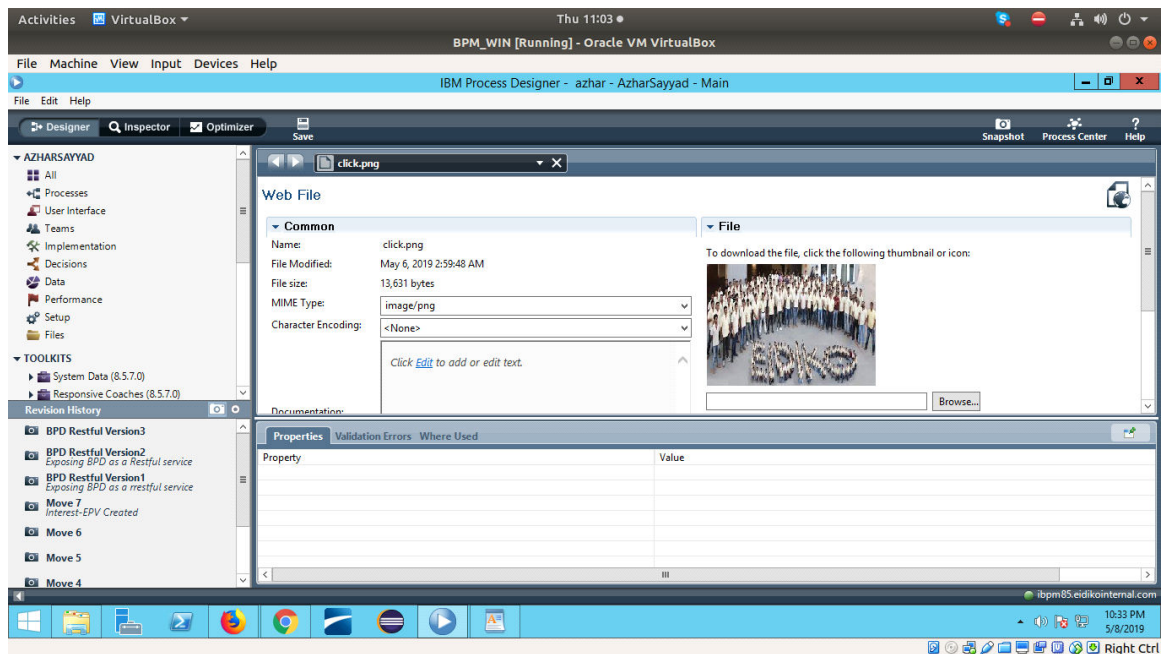 Activities VirtualBox Thu 11:03
BPM_WIN [Running] - Oracle VM VirtualBox
File Machine View Input Devices Help
IBM Process Designer - azhar - AzharSayyad - Main
File Edit Help
Designer Inspector Optimizer Save Snapshot Process Center Help
AZHARSAYYAD
All
Processes
User Interface
Teams
Implementation
Decisions
Data
Performance
Setup
Files
TOOLKITS
System Data (8.5.7.0)
Responsive Coaches (8.5.7.0)
Revision History
BPD Restful Version3
BPD Restful Version2
Exposing BPD as a Restful service
BPD Restful Version1
Exposing BPD as a rrestful service
Move 7
Interest-EPV Created
Move 6
Move 5
Move 4
click.png
Web File
Common
Name: click.png
File Modified: May 6, 2019 2:59:48 AM
File size: 13,631 bytes
MIME Type: image/png
Character Encoding: <None>
Click Edit to add or edit text.
Documentation:
File
To download the file, click the following thumbnail or icon:
EIDIKO
Browse...
Properties Validation Errors Where Used
Property Value
ibpm85.eidikointernal.com
10:33 PM
5/8/2019
Right Ctrl